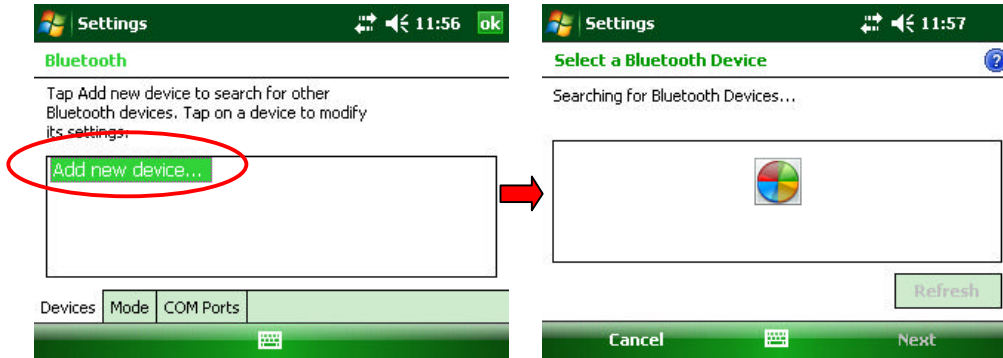 Settings 11:56 ok
Bluetooth
Tap Add new device to search for other
Bluetooth devices. Tap on a device to modify
its settings:
Add new device...
Devices Mode COM Ports
Settings 11:57
Select a Bluetooth Device ?
Searching for Bluetooth Devices...
Refresh
Cancel Next